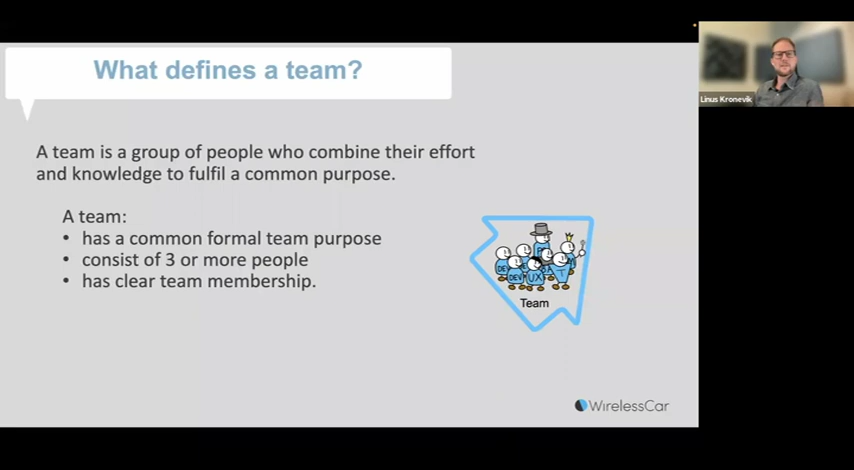 What defines a team?
Linus Kronevik
A team is a group of people who combine their effort
and knowledge to fulfil a common purpose.
A team:
• has a common formal team purpose
• consist of 3 or more people
• has clear team membership.
DEV
UX
T
Team
WirelessCar